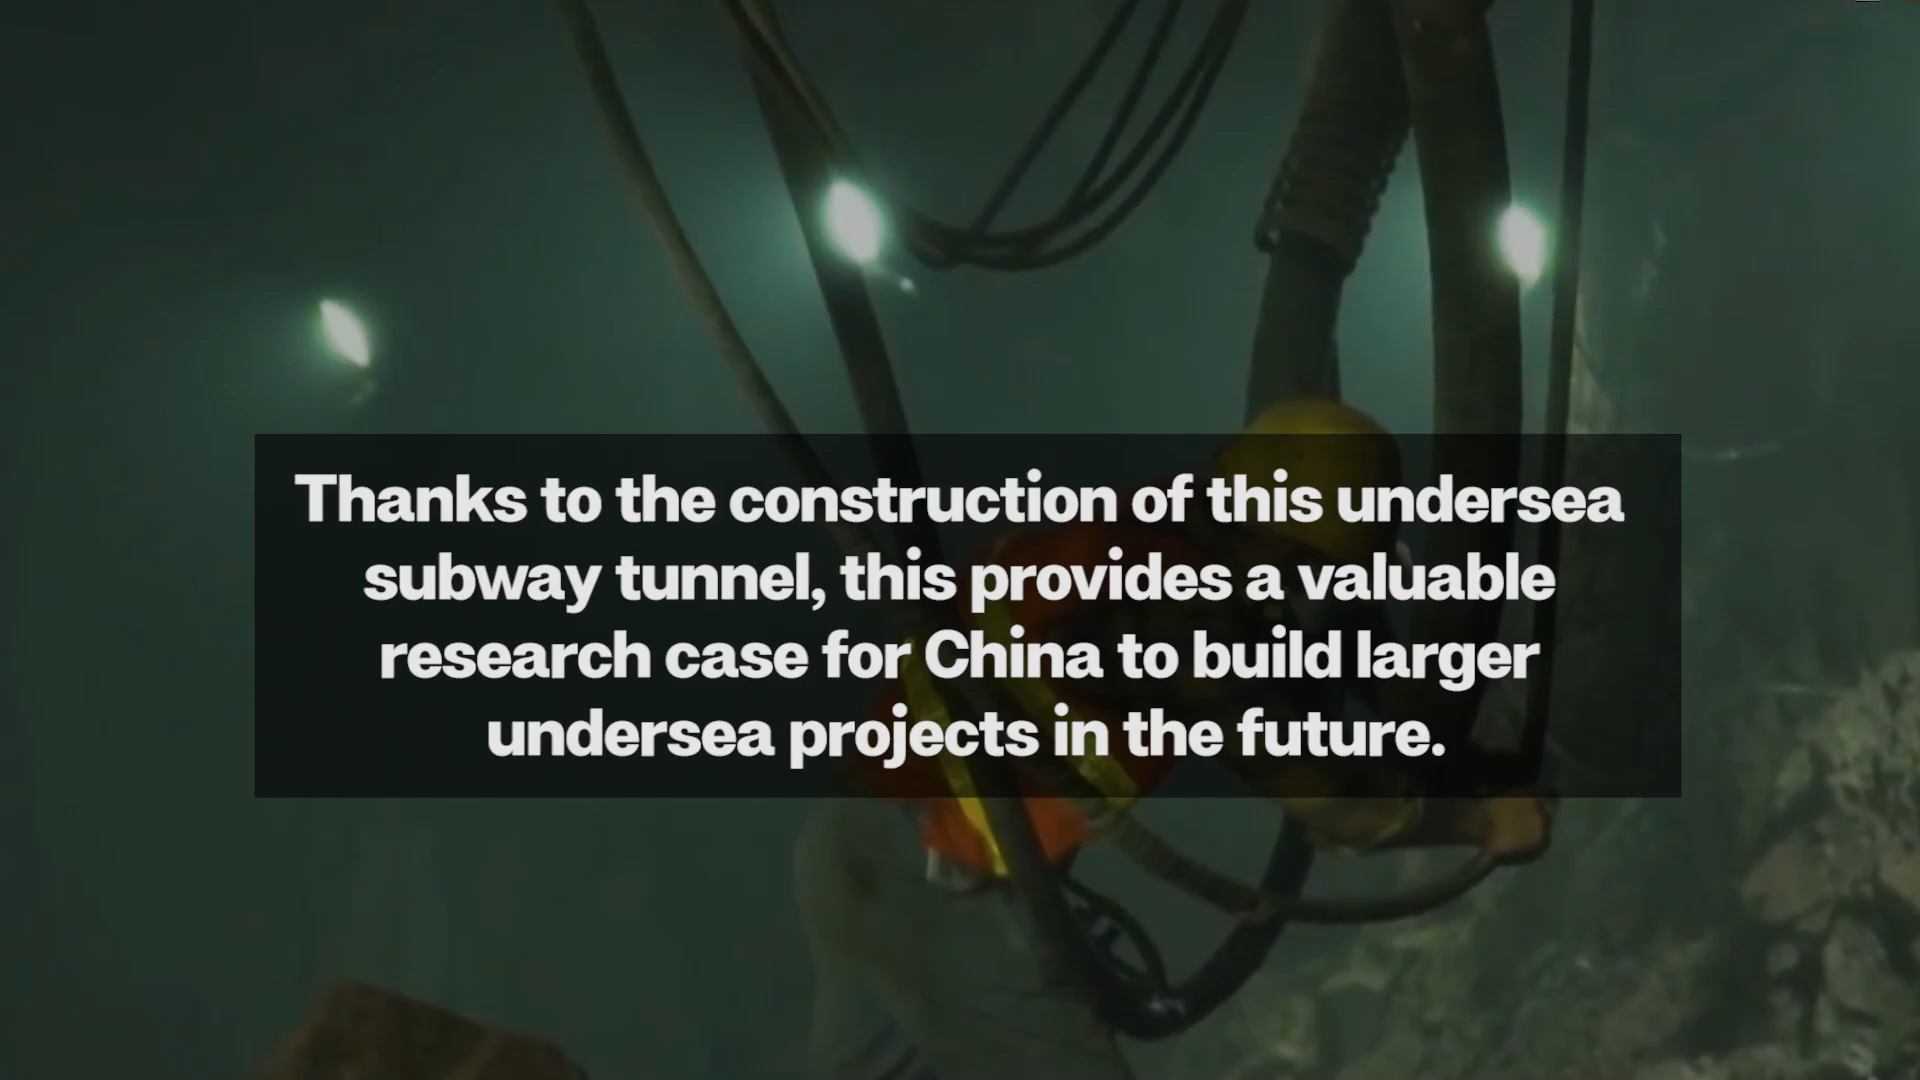 Thanks to the construction of this undersea
subway tunnel, this provides a valuable
research case for China to build larger
undersea projects in the future.